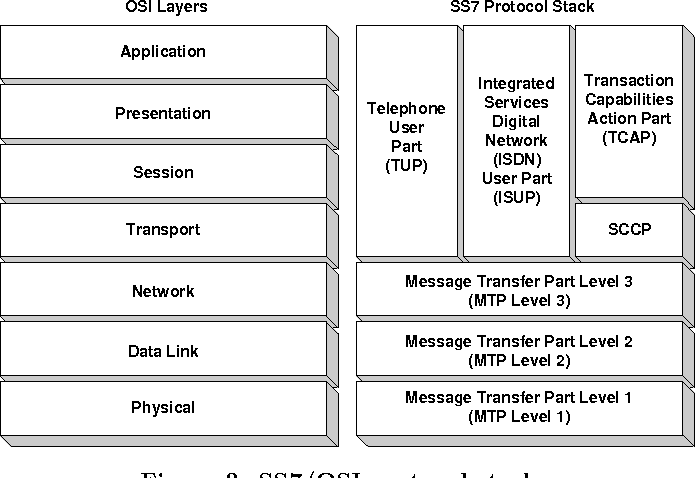 OSI Layers
SS7 Protocol Stack
Application
Presentation
Session
Transport
Network
Data Link
Physical
Telephone
User
Part
(TUP)
Integrated
Services
Digital
Network
(ISDN)
User Part
(ISUP)
Transaction
Capabilities
Action Part
(TCAP)
SCCP
Message Transfer Part Level 3
(MTP Level 3)
Message Transfer Part Level 2
(MTP Level 2)
Message Transfer Part Level 1
(MTP Level 1)